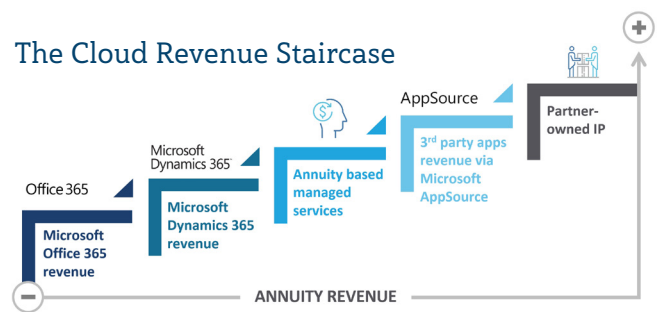 The Cloud Revenue Staircase
Office 365
Microsoft
Office 365
revenue
Microsoft
Dynamics 365
Microsoft
Dynamics 365
revenue
$
Annuity based
managed
services
AppSource
3rd party apps
revenue via
Microsoft
AppSource
Partner-
owned IP
+
−
ANNUITY REVENUE